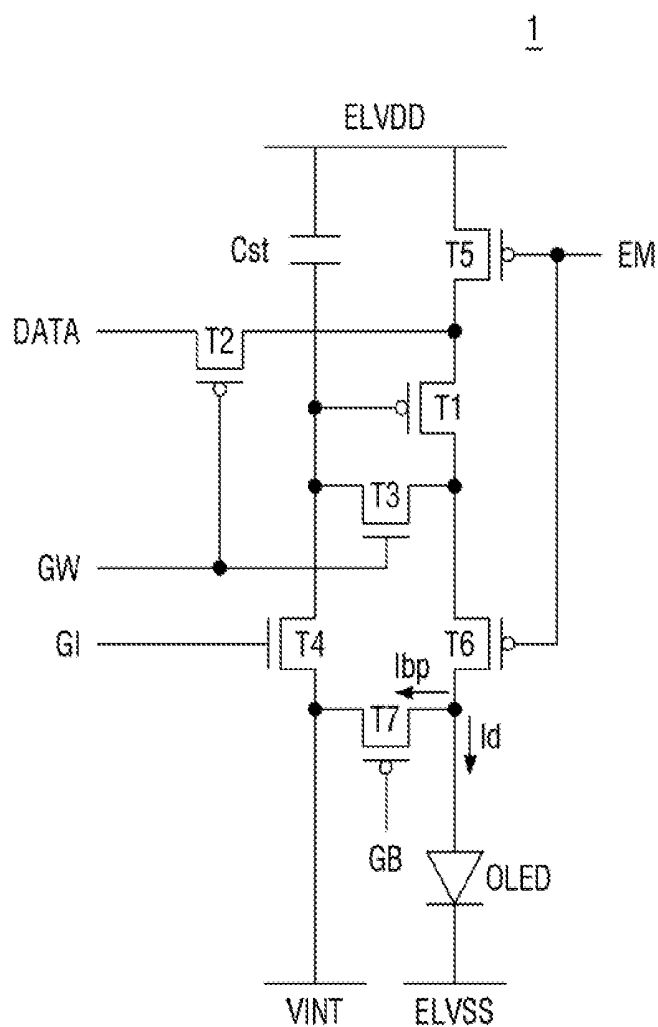 1
ELVDD
Cst
T5
EM
DATA
T2
T1
T3
GW
GI
T4
T6
Ibp
T7
Id
GB
OLED
VINT
ELVSS